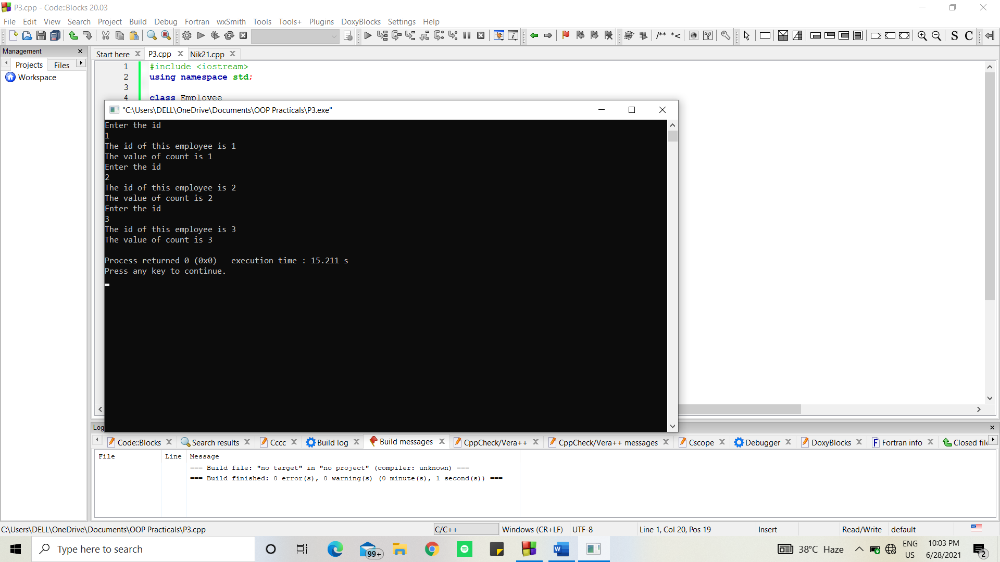 P3.cpp - Code::Blocks 20.03
File Edit View Search Project Build Debug Fortran wxSmith Tools Tools+ Plugins DoxyBlocks Settings Help
/** *< S C
Management
Start here P3.cpp Nik21.cpp
Projects Files
Workspace
1 #include <iostream>
2 using namespace std;
3
4 class Employee
"C:\Users\DELL\OneDrive\Documents\OOP Practicals\P3.exe"
Enter the id
1
The id of this employee is 1
The value of count is 1
Enter the id
2
The id of this employee is 2
The value of count is 2
Enter the id
3
The id of this employee is 3
The value of count is 3
Process returned 0 (0x0)   execution time : 15.211 s
Press any key to continue.
Log
Code::Blocks Search results Cccc Build log Build messages CppCheck/Vera++ CppCheck/Vera++ messages Cscope Debugger DoxyBlocks Fortran info Closed file
File Line Message
=== Build file: "no target" in "no project" (compiler: unknown) ===
=== Build finished: 0 error(s), 0 warning(s) (0 minute(s), 1 second(s)) ===
C:\Users\DELL\OneDrive\Documents\OOP Practicals\P3.cpp C/C++ Windows (CR+LF) UTF-8 Line 1, Col 20, Pos 19 Insert Read/Write default
Type here to search 99+ 38°C Haze ENG US 10:03 PM 6/28/2021 2